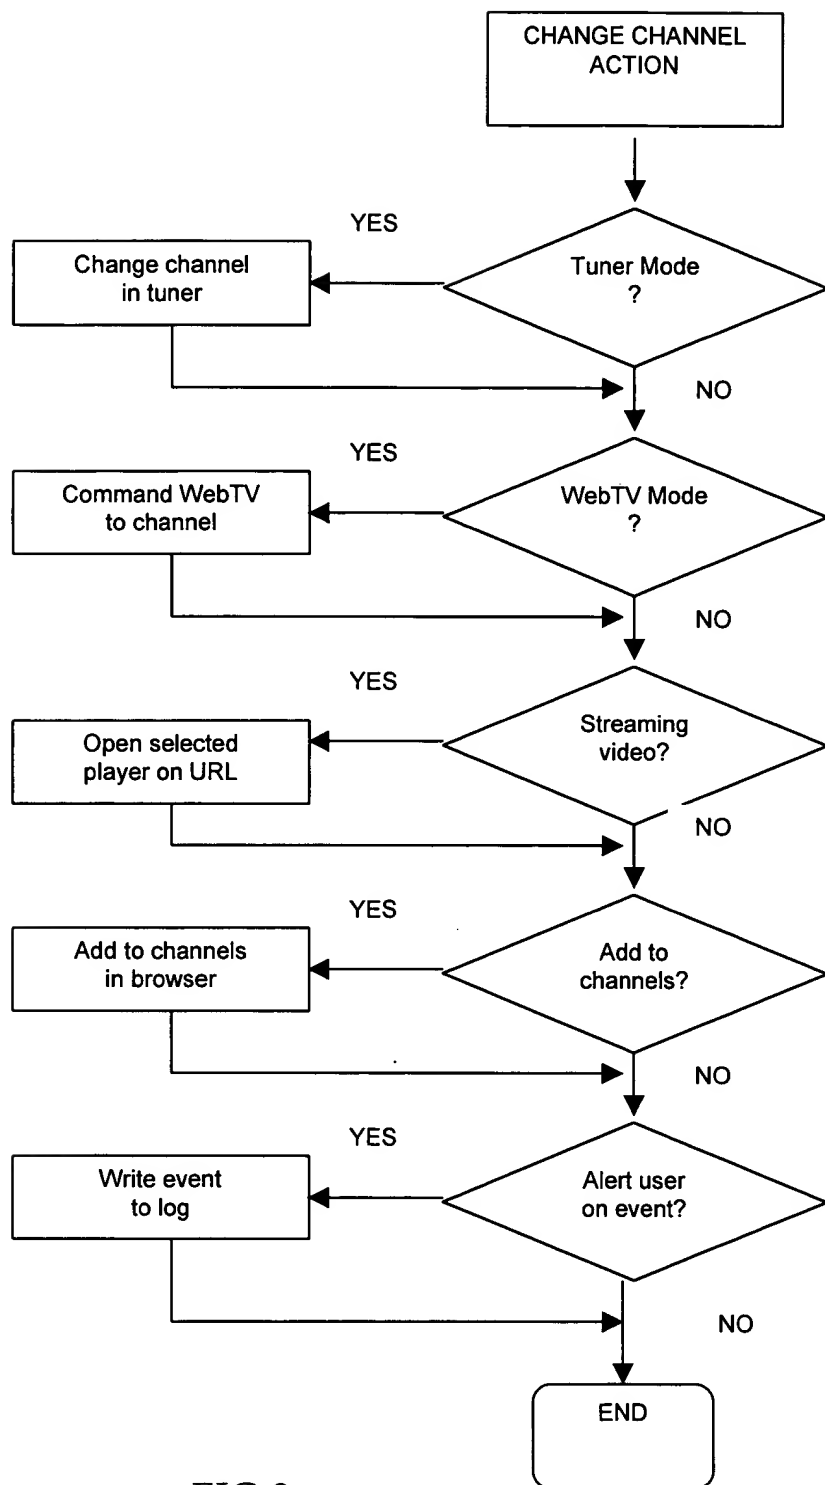 CHANGE CHANNEL
ACTION
YES
Tuner Mode
?
Change channel
in tuner
NO
YES
WebTV Mode
?
Command WebTV
to channel
NO
YES
Streaming
video?
Open selected
player on URL
NO
YES
Add to
channels?
Add to channels
in browser
NO
YES
Alert user
on event?
Write event
to log
NO
END